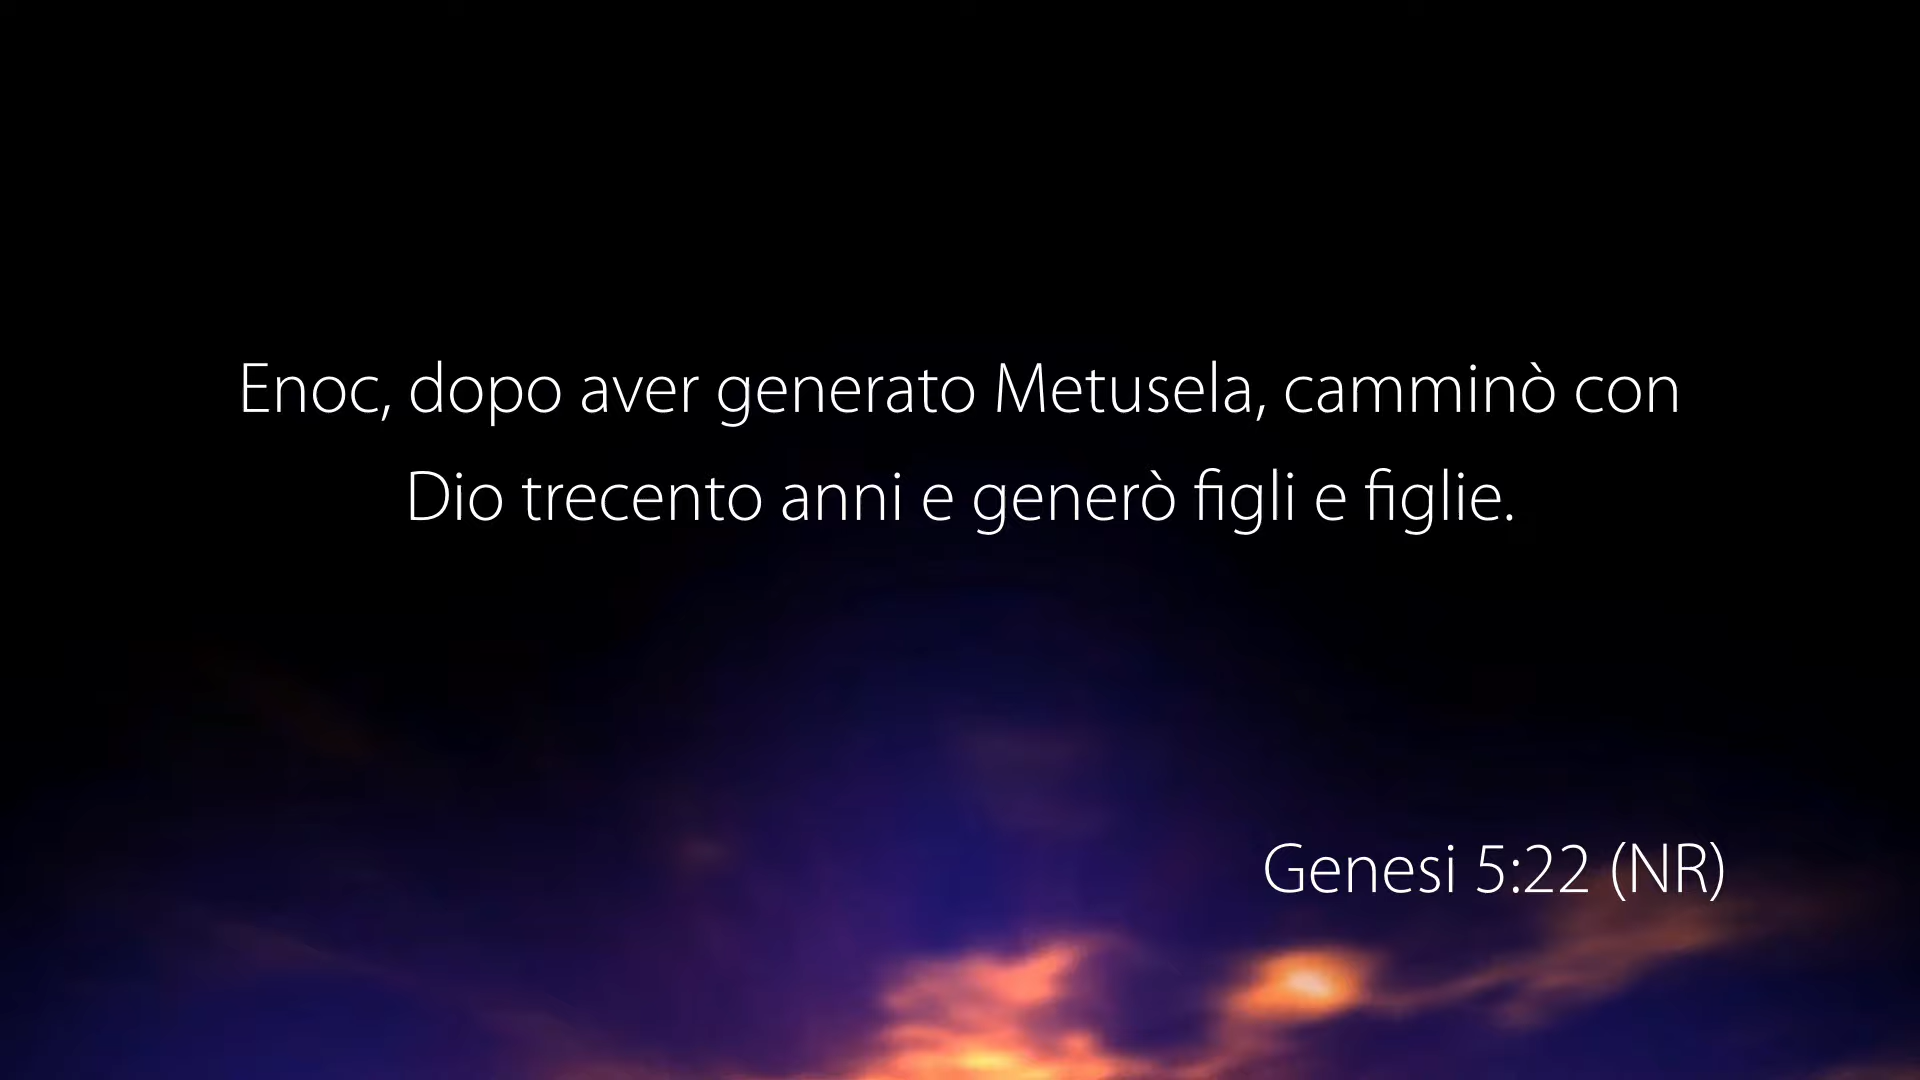 Enoc, dopo aver generato Metusela, camminò con
Dio trecento anni e generò figli e figlie.
Genesi 5:22 (NR)